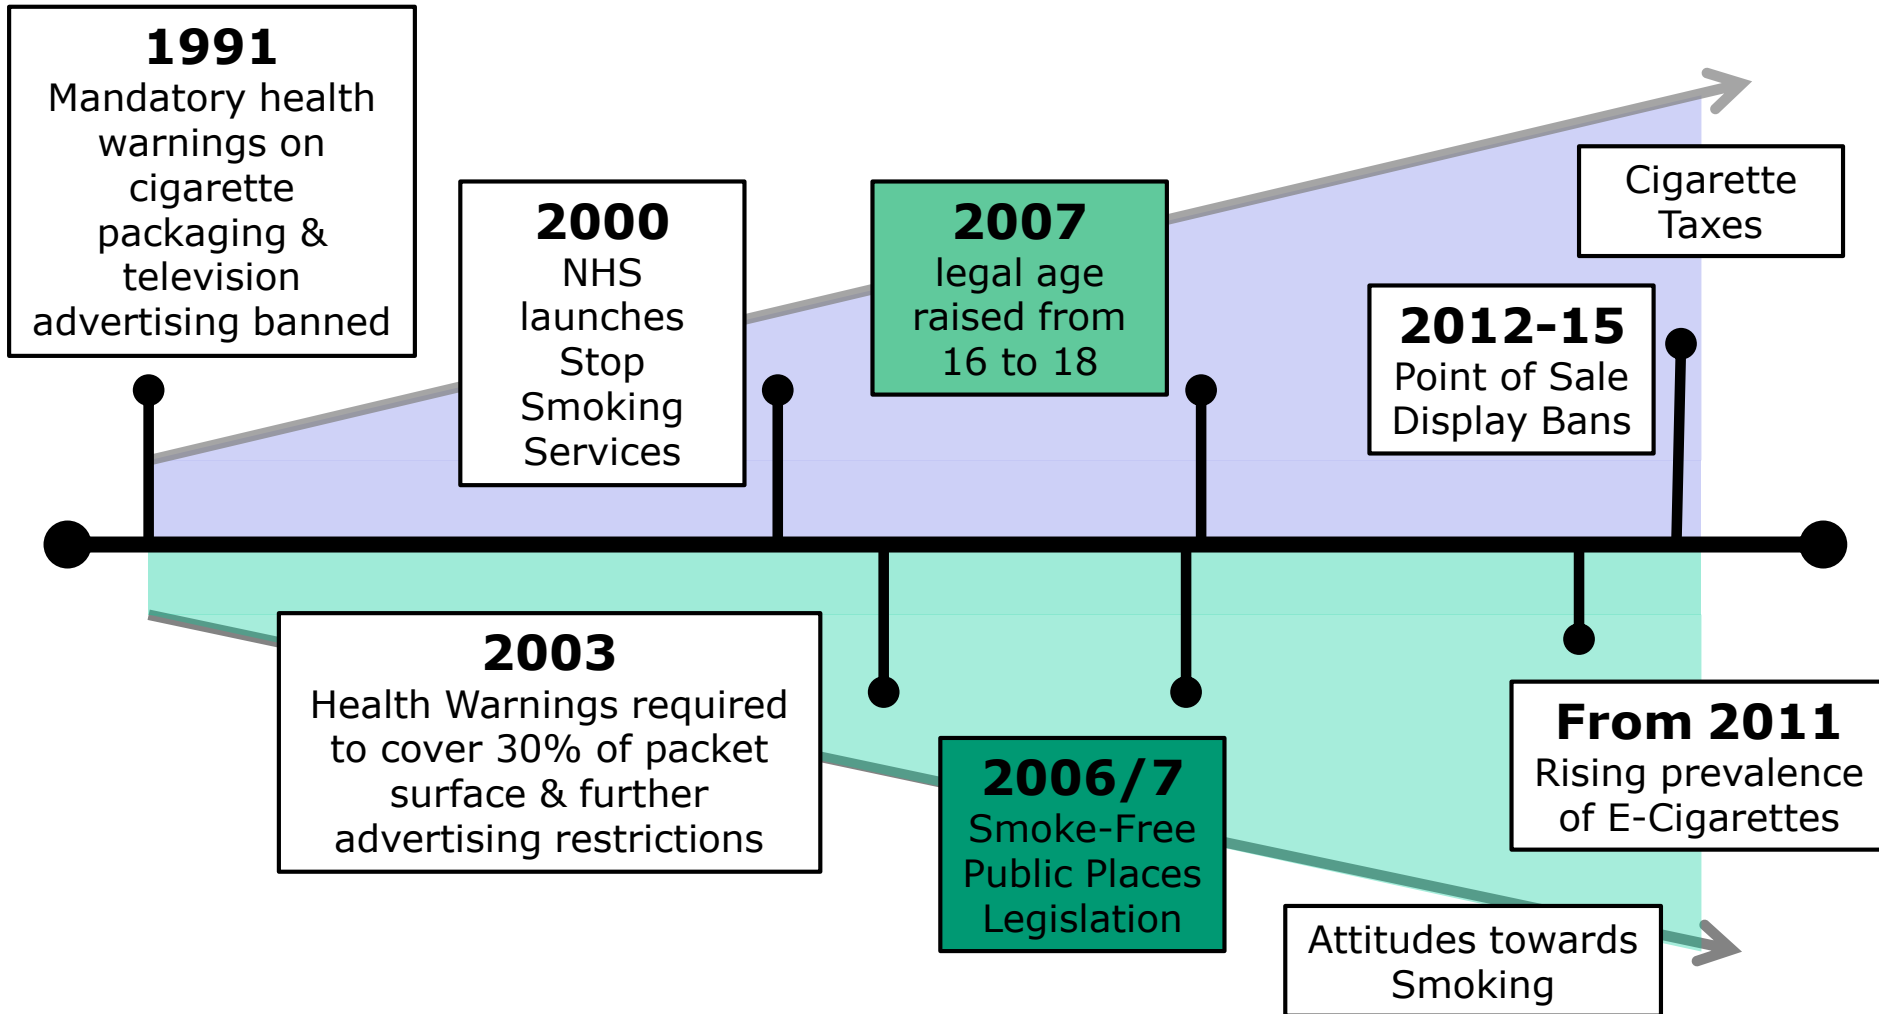 1991
Mandatory health
warnings on
cigarette
packaging &
television
advertising banned
2000
NHS
launches
Stop
Smoking
Services
2007
legal age
raised from
16 to 18
Cigarette
Taxes
2012-15
Point of Sale
Display Bans
2003
Health Warnings required
to cover 30% of packet
surface & further
advertising restrictions
2006/7
Smoke-Free
Public Places
Legislation
From 2011
Rising prevalence
of E-Cigarettes
Attitudes towards
Smoking